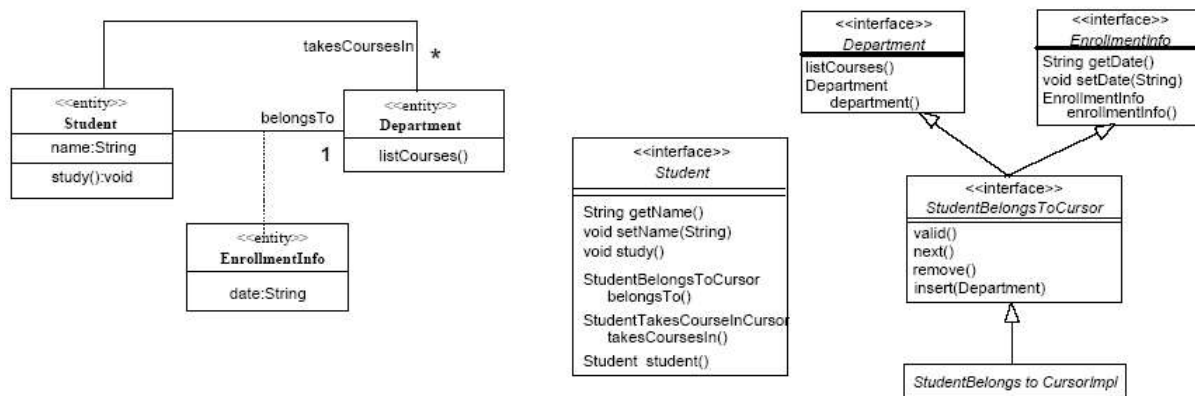 takesCoursesIn
*
<<entity>>
Student
name:String
study():void
belongsTo
1
<<entity>>
Department
listCourses()
<<entity>>
EnrollmentInfo
date:String
<<interface>>
Student
String getName()
void setName(String)
void study()
StudentBelongsToCursor
belongsTo()
StudentTakesCourseInCursor
takesCoursesIn()
Student student()
<<interface>>
Department
listCourses()
Department
department()
<<interface>>
EnrollmentInfo
String getDate()
void setDate(String)
EnrollmentInfo
enrollmentInfo()
<<interface>>
StudentBelongsToCursor
valid()
next()
remove()
insert(Department)
StudentBelongs to CursorImpl